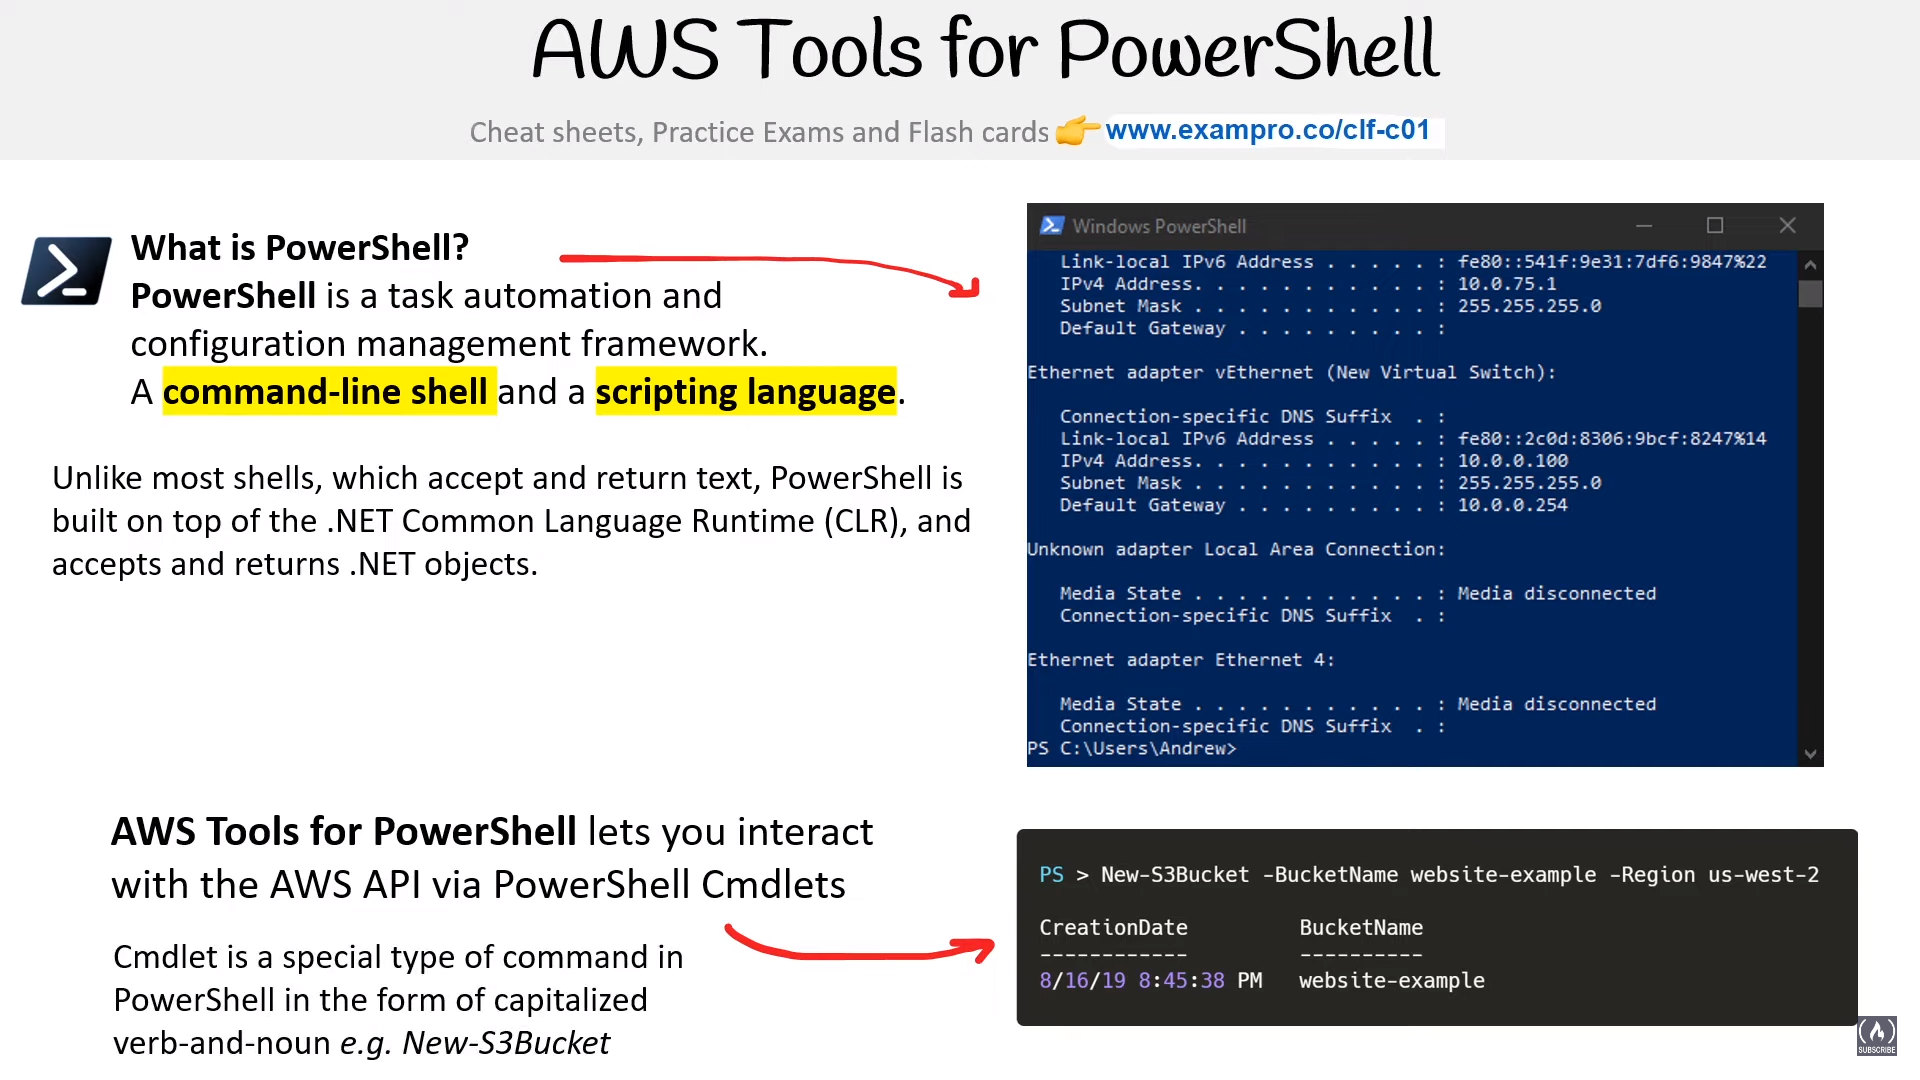 AWS Tools for PowerShell
Cheat sheets, Practice Exams and Flash cards 👉 www.exampro.co/clf-c01
What is PowerShell?
PowerShell is a task automation and
configuration management framework.
A command-line shell and a scripting language.
Unlike most shells, which accept and return text, PowerShell is
built on top of the .NET Common Language Runtime (CLR), and
accepts and returns .NET objects.
Windows PowerShell
Link-local IPv6 Address . . . . . : fe80::541f:9e31:7df6:9847%22
IPv4 Address. . . . . . . . . . . : 10.0.75.1
Subnet Mask . . . . . . . . . . . : 255.255.255.0
Default Gateway . . . . . . . . . :
Ethernet adapter vEthernet (New Virtual Switch):
Connection-specific DNS Suffix . :
Link-local IPv6 Address . . . . . : fe80::2c0d:8306:9bcf:8247%14
IPv4 Address. . . . . . . . . . . : 10.0.0.100
Subnet Mask . . . . . . . . . . . : 255.255.255.0
Default Gateway . . . . . . . . . : 10.0.0.254
Unknown adapter Local Area Connection:
Media State . . . . . . . . . . . : Media disconnected
Connection-specific DNS Suffix . :
Ethernet adapter Ethernet 4:
Media State . . . . . . . . . . . : Media disconnected
Connection-specific DNS Suffix . :
PS C:\Users\Andrew>
AWS Tools for PowerShell lets you interact
with the AWS API via PowerShell Cmdlets
Cmdlet is a special type of command in
PowerShell in the form of capitalized
verb-and-noun e.g. New-S3Bucket
PS > New-S3Bucket -BucketName website-example -Region us-west-2
CreationDate BucketName
------------ ----------
8/16/19 8:45:38 PM website-example
SUBSCRIBE